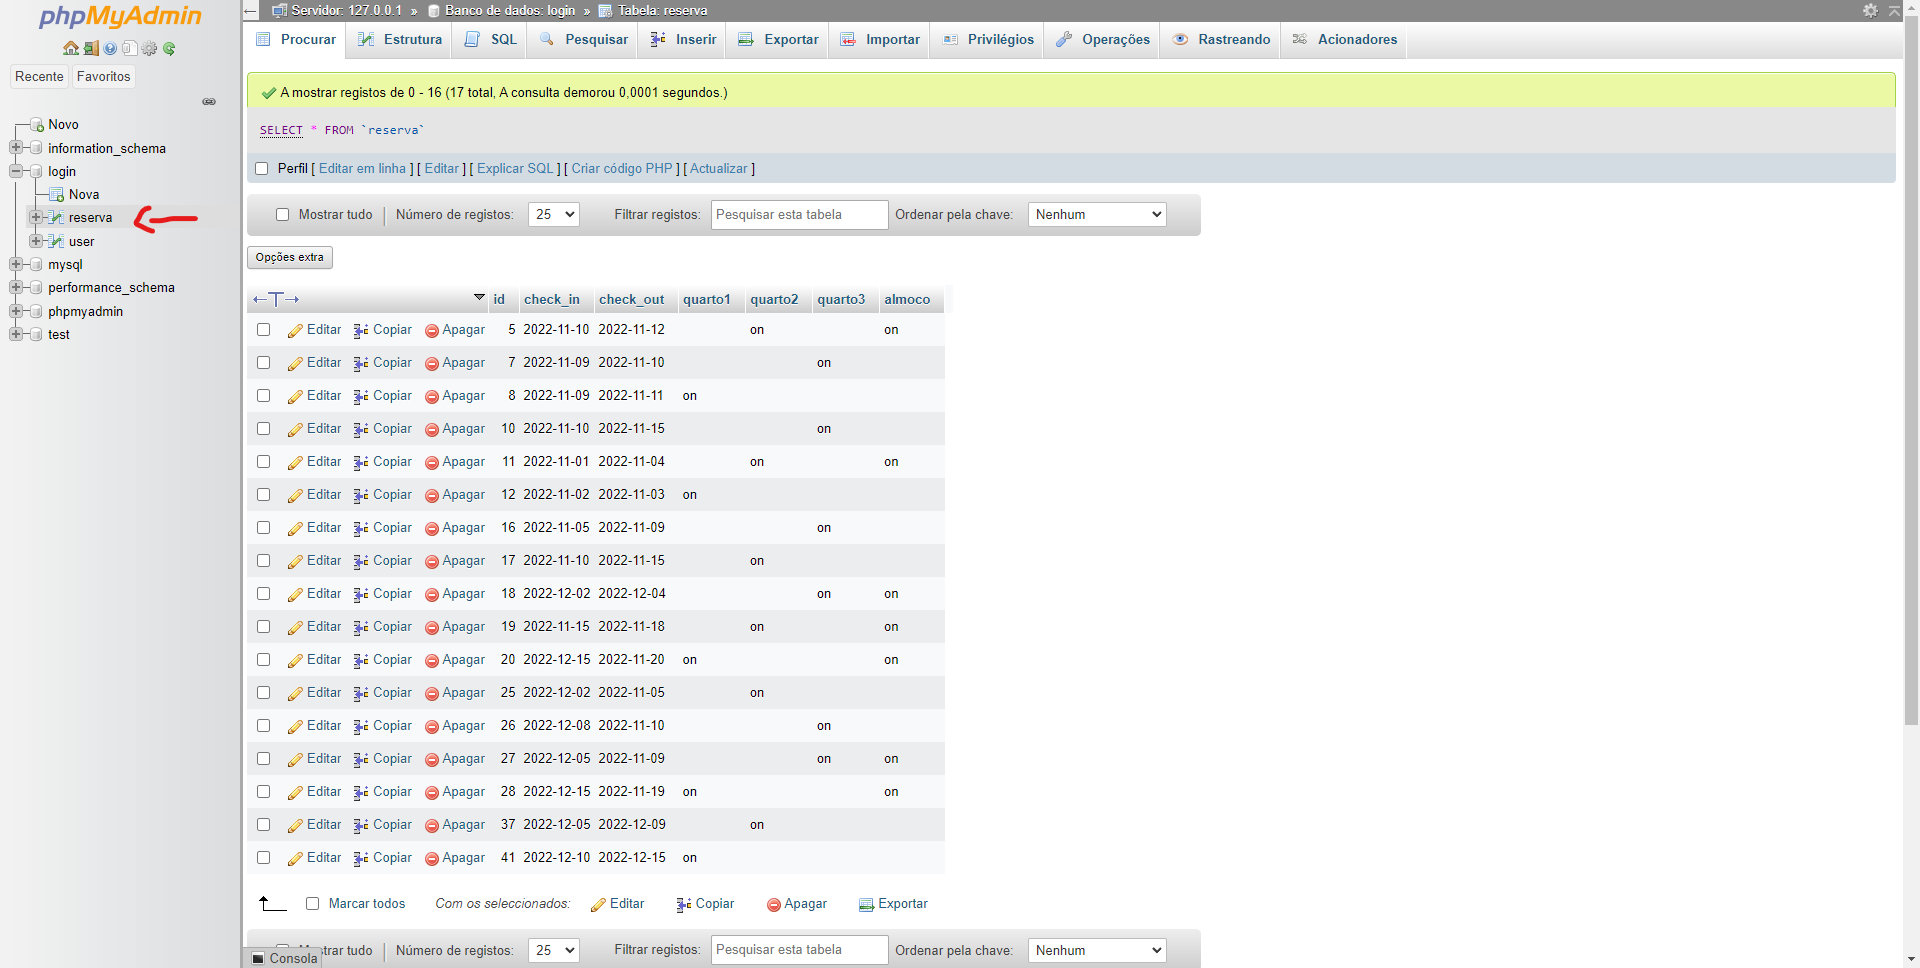 phpMyAdmin
Recente Favoritos
Novo
information_schema
login
Nova
reserva
user
mysql
performance_schema
phpmyadmin
test
Servidor: 127.0.0.1 » Banco de dados: login » Tabela: reserva
Procurar Estrutura SQL Pesquisar Inserir Exportar Importar Privilégios Operações Rastreando Acionadores
A mostrar registos de 0 - 16 (17 total, A consulta demorou 0,0001 segundos.)
SELECT * FROM `reserva`
Perfil [ Editar em linha ] [ Editar ] [ Explicar SQL ] [ Criar código PHP ] [ Actualizar ]
Mostrar tudo Número de registos: 25 Filtrar registos: Pesquisar esta tabela Ordenar pela chave: Nenhum
Opções extra
←T→ id check_in check_out quarto1 quarto2 quarto3 almoco
Editar Copiar Apagar 5 2022-11-10 2022-11-12 on on
Editar Copiar Apagar 7 2022-11-09 2022-11-10 on
Editar Copiar Apagar 8 2022-11-09 2022-11-11 on
Editar Copiar Apagar 10 2022-11-10 2022-11-15 on
Editar Copiar Apagar 11 2022-11-01 2022-11-04 on on
Editar Copiar Apagar 12 2022-11-02 2022-11-03 on
Editar Copiar Apagar 16 2022-11-05 2022-11-09 on
Editar Copiar Apagar 17 2022-11-10 2022-11-15 on
Editar Copiar Apagar 18 2022-12-02 2022-12-04 on on
Editar Copiar Apagar 19 2022-11-15 2022-11-18 on on
Editar Copiar Apagar 20 2022-12-15 2022-11-20 on on
Editar Copiar Apagar 25 2022-12-02 2022-11-05 on
Editar Copiar Apagar 26 2022-12-08 2022-11-10 on
Editar Copiar Apagar 27 2022-12-05 2022-11-09 on on
Editar Copiar Apagar 28 2022-12-15 2022-11-19 on on
Editar Copiar Apagar 37 2022-12-05 2022-12-09 on
Editar Copiar Apagar 41 2022-12-10 2022-12-15 on
Marcar todos Com os seleccionados: Editar Copiar Apagar Exportar
strar tudo Número de registos: 25 Filtrar registos: Pesquisar esta tabela Ordenar pela chave: Nenhum
Consola